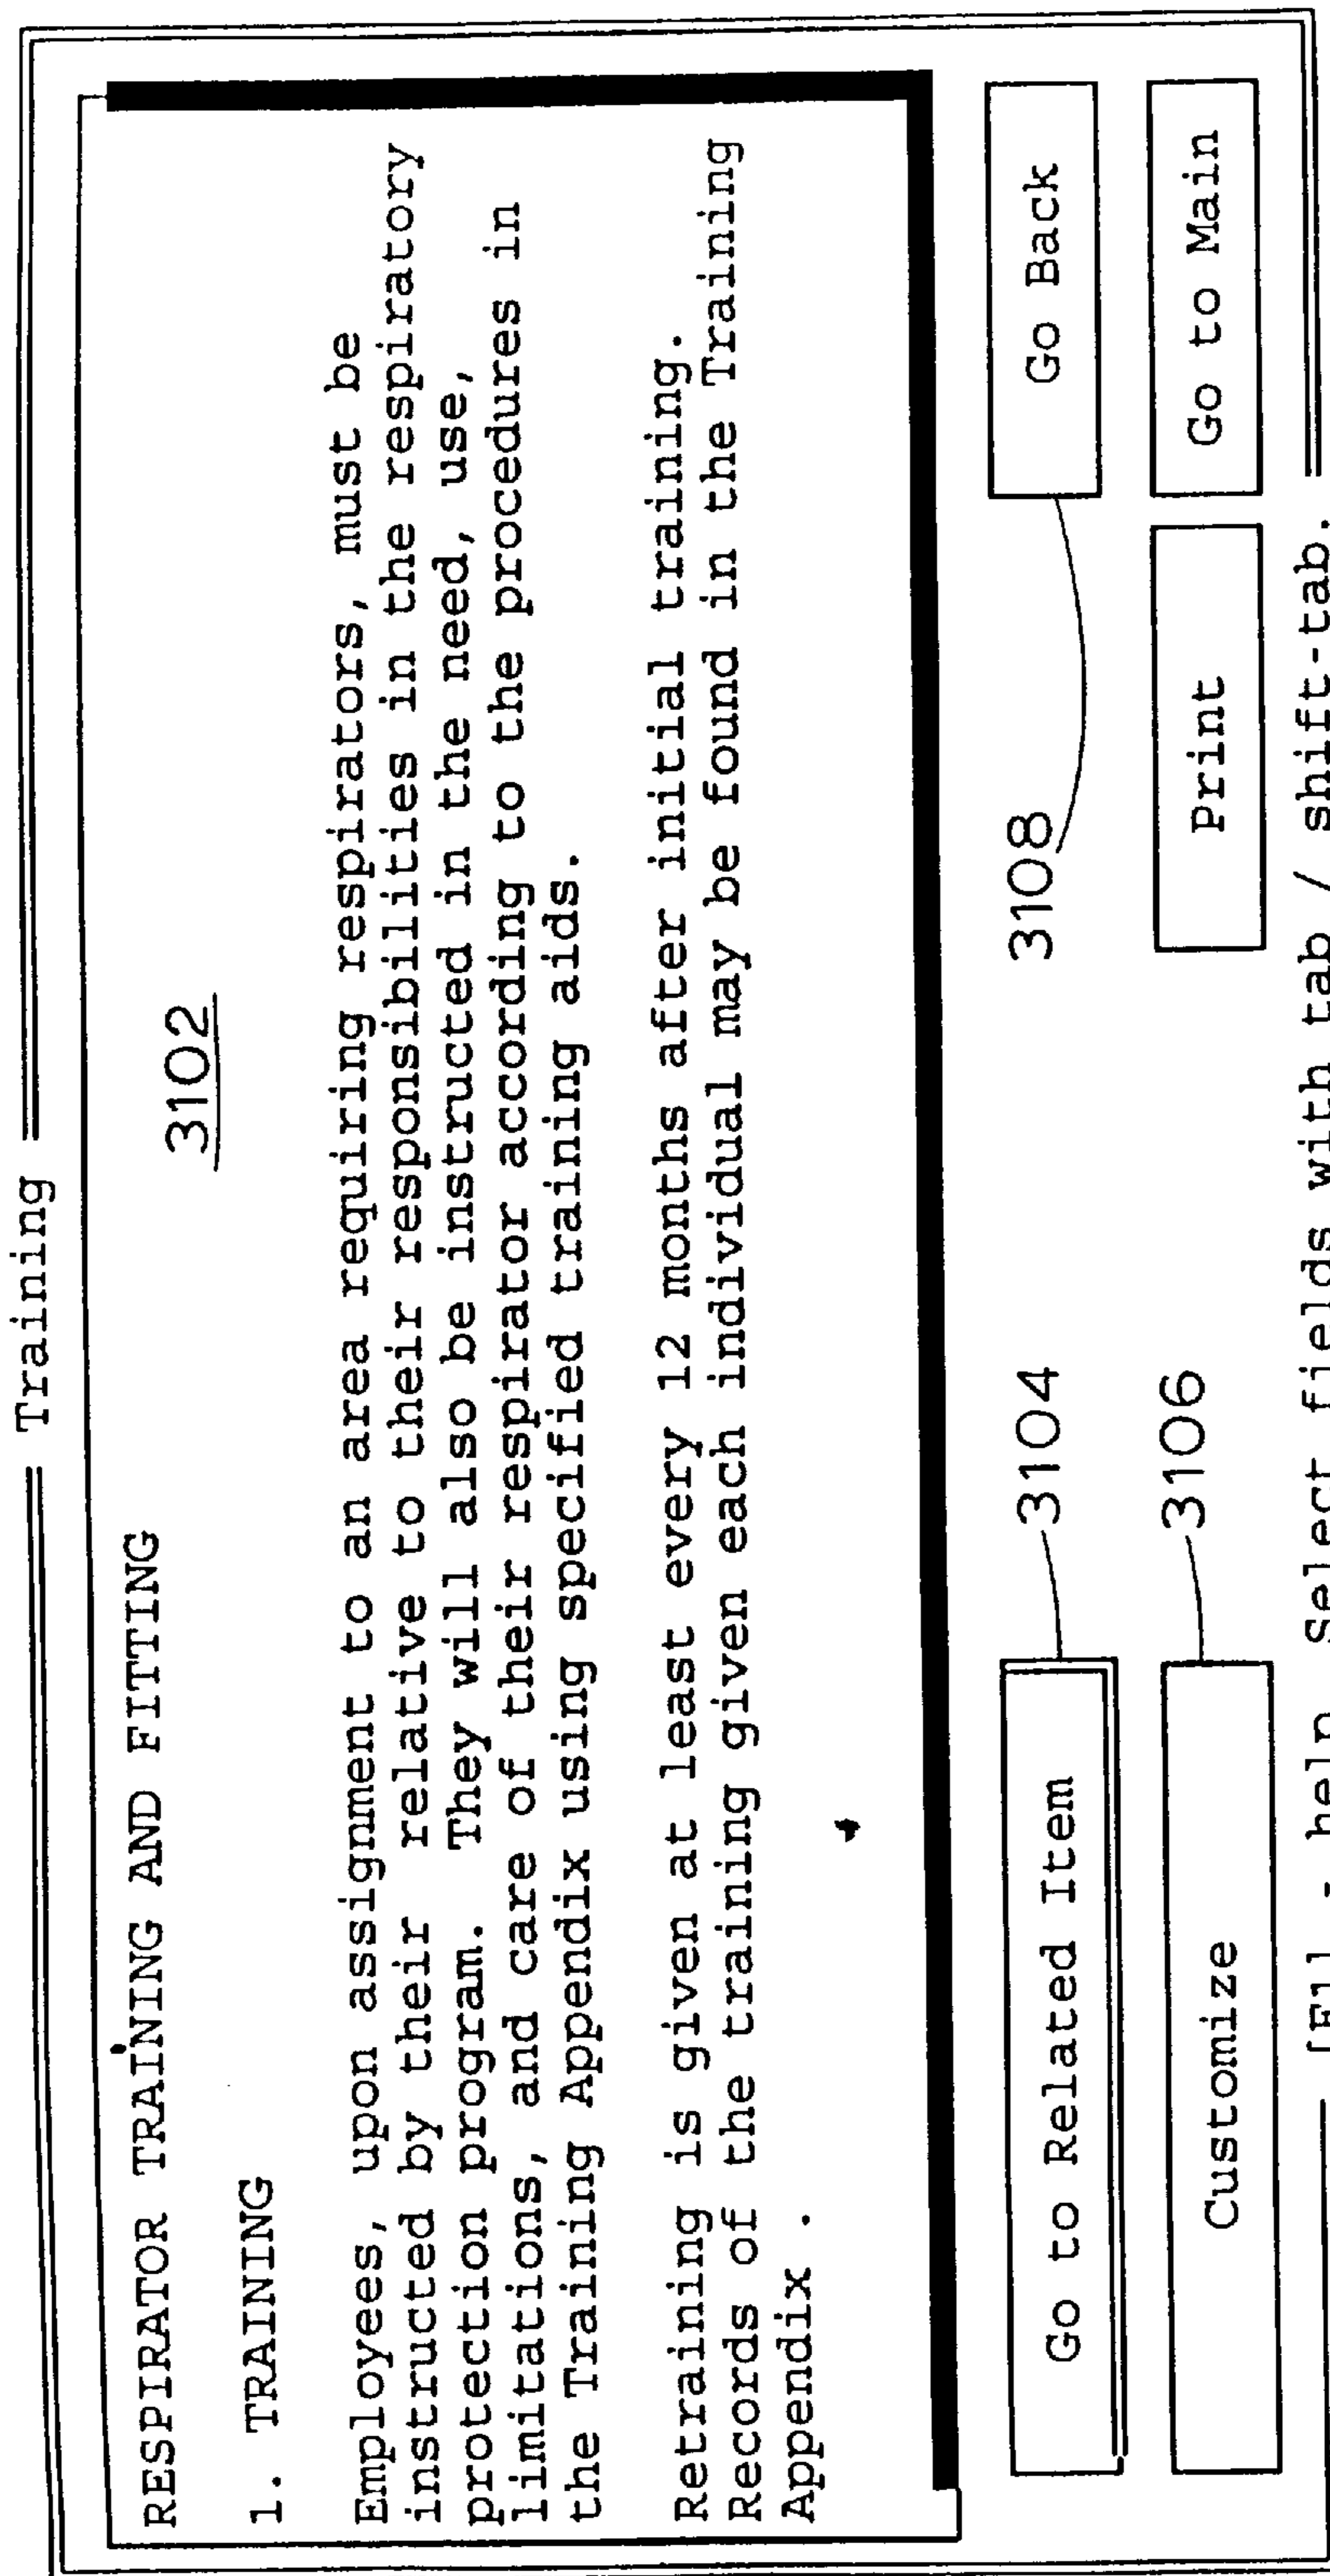 Training
RESPIRATOR TRAINING AND FITTING
3102
1. TRAINING
Employees, upon assignment to an area requiring respirators, must be
instructed by their relative to their responsibilities in the respiratory
protection program. They will also be instructed in the need, use,
limitations, and care of their respirator according to the procedures in
the Training Appendix using specified training aids.
Retraining is given at least every 12 months after initial training.
Records of the training given each individual may be found in the Training
Appendix .
Go to Related Item
3104
3108
Go Back
Customize
3106
Print
Go to Main
[F1] - help. Select fields with tab / shift-tab.